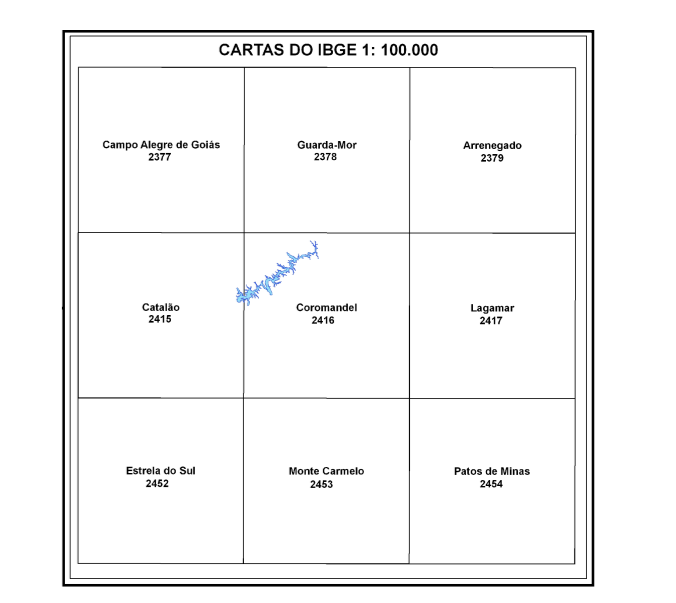 CARTAS DO IBGE 1: 100.000
Campo Alegre de Goiás
2377
Guarda-Mor
2378
Arrenegado
2379
Catalão
2415
Coromandel
2416
Lagamar
2417
Estrela do Sul
2452
Monte Carmelo
2453
Patos de Minas
2454